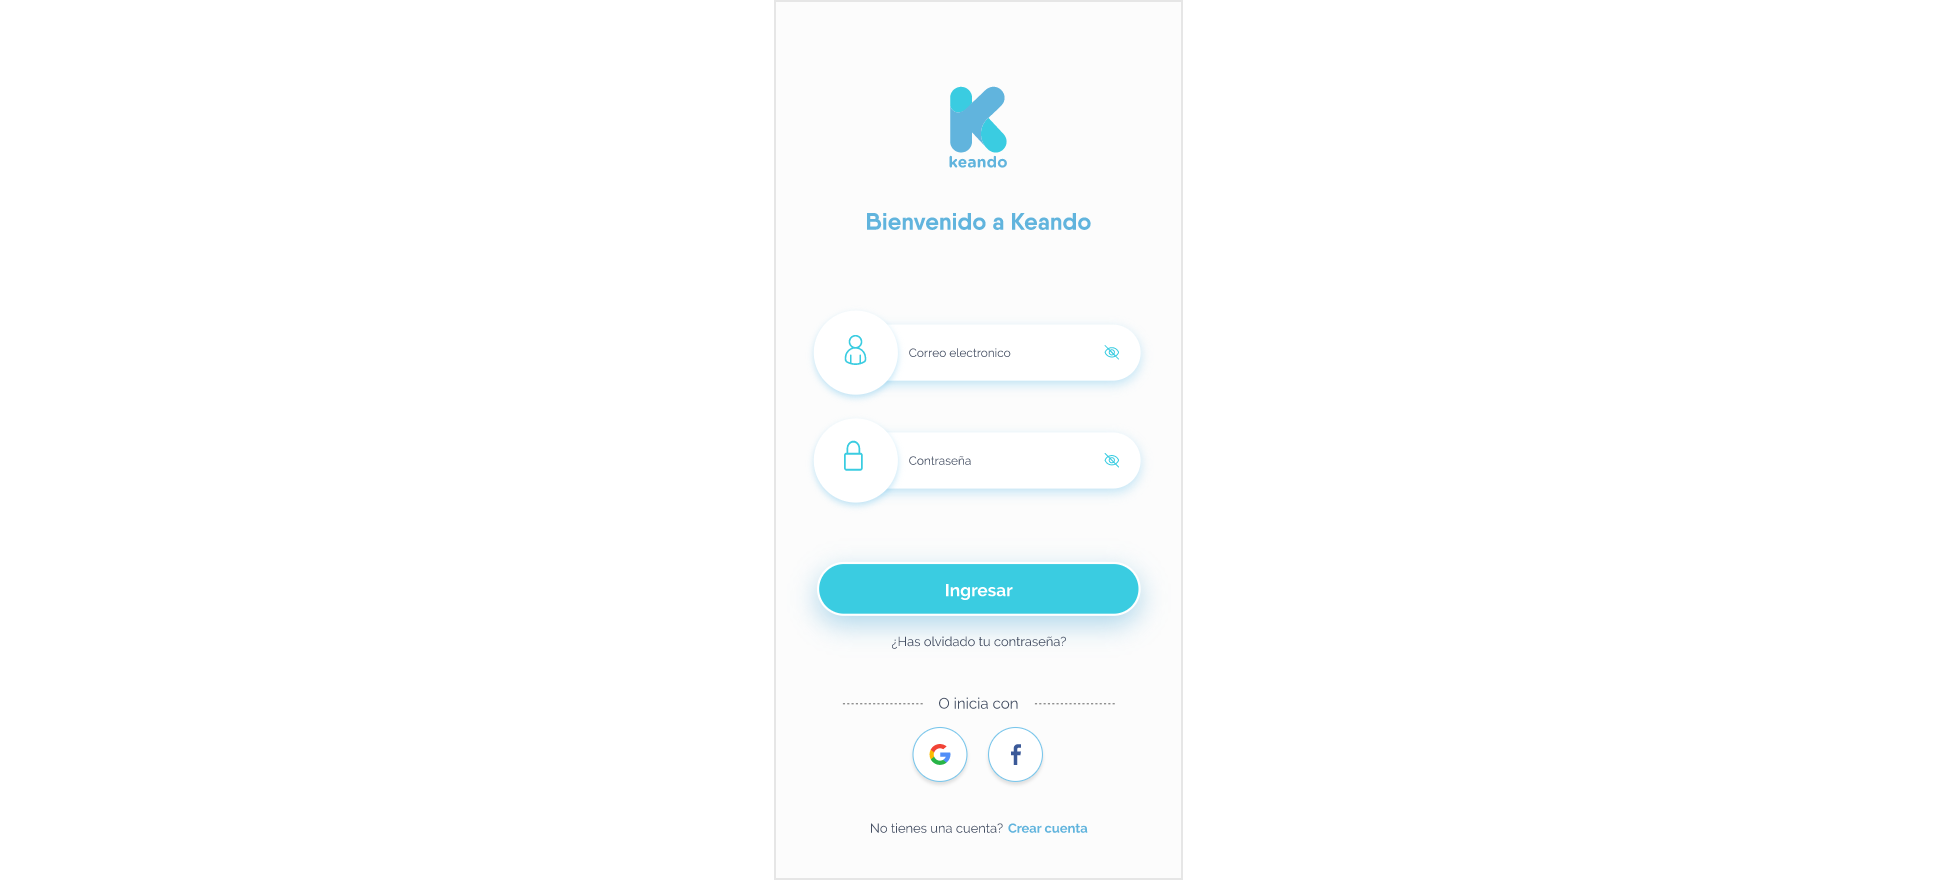 keando
Bienvenido a Keando
Correo electronico
Contraseña
Ingresar
¿Has olvidado tu contraseña?
O inicia con
No tienes una cuenta? Crear cuenta